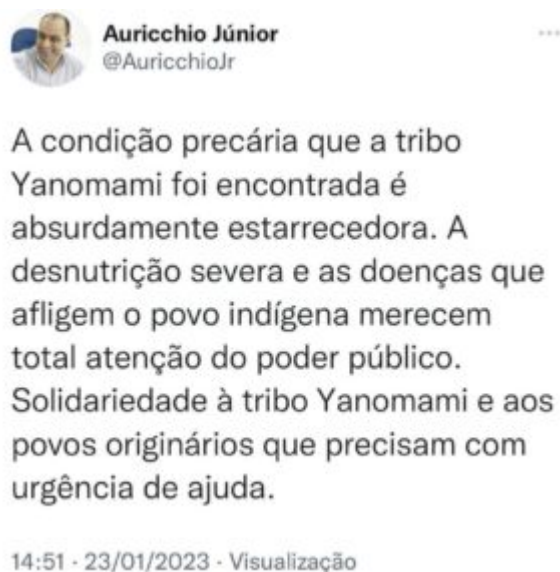 Auricchio Júnior
@AuricchioJr
A condição precária que a tribo
Yanomami foi encontrada é
absurdamente estarrecedora. A
desnutrição severa e as doenças que
afligem o povo indígena merecem
total atenção do poder público.
Solidariedade à tribo Yanomami e aos
povos originários que precisam com
urgência de ajuda.
14:51 · 23/01/2023 · Visualização